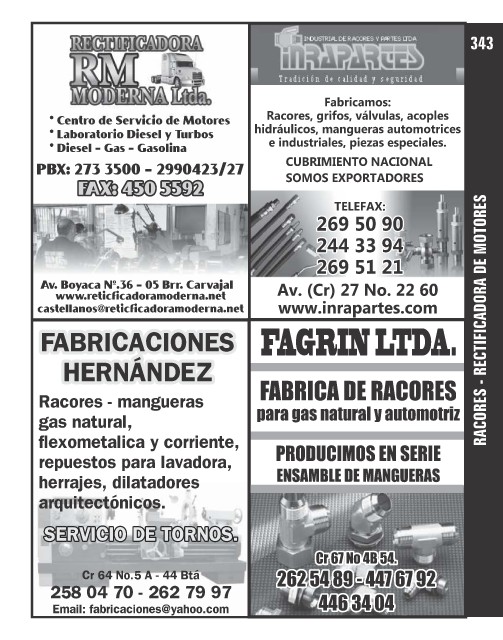 343
RACORES - RECTIFICADORA DE MOTORES
RECTIFICADORA
RM
MODERNA Ltda.
* Centro de Servicio de Motores
* Laboratorio Diesel y Turbos
* Diesel - Gas - Gasolina
PBX: 273 3500 - 2990423/27
FAX: 450 5592
Av. Boyaca Nº.36 - 05 Brr. Carvajal
www.reticficadoramoderna.net
castellanos@reticficadoramoderna.net
INDUSTRIAL DE RACORES Y PARTES LTDA
inRAPARTES
Tradición de calidad y seguridad
Fabricamos:
Racores, grifos, válvulas, acoples
hidráulicos, mangueras automotrices
e industriales, piezas especiales.
CUBRIMIENTO NACIONAL
SOMOS EXPORTADORES
TELEFAX:
269 50 90
244 33 94
269 51 21
Av. (Cr) 27 No. 22 60
www.inrapartes.com
FABRICACIONES
HERNÁNDEZ
Racores - mangueras
gas natural,
flexometalica y corriente,
repuestos para lavadora,
herrajes, dilatadores
arquitectónicos.
SERVICIO DE TORNOS.
Cr 64 No.5 A - 44 Btá
258 04 70 - 262 79 97
Email: fabricaciones@yahoo.com
FAGRIN LTDA.
FABRICA DE RACORES
para gas natural y automotriz
PRODUCIMOS EN SERIE
ENSAMBLE DE MANGUERAS
Cr 67 No 4B 54.
262 54 89 - 447 67 92
446 34 04